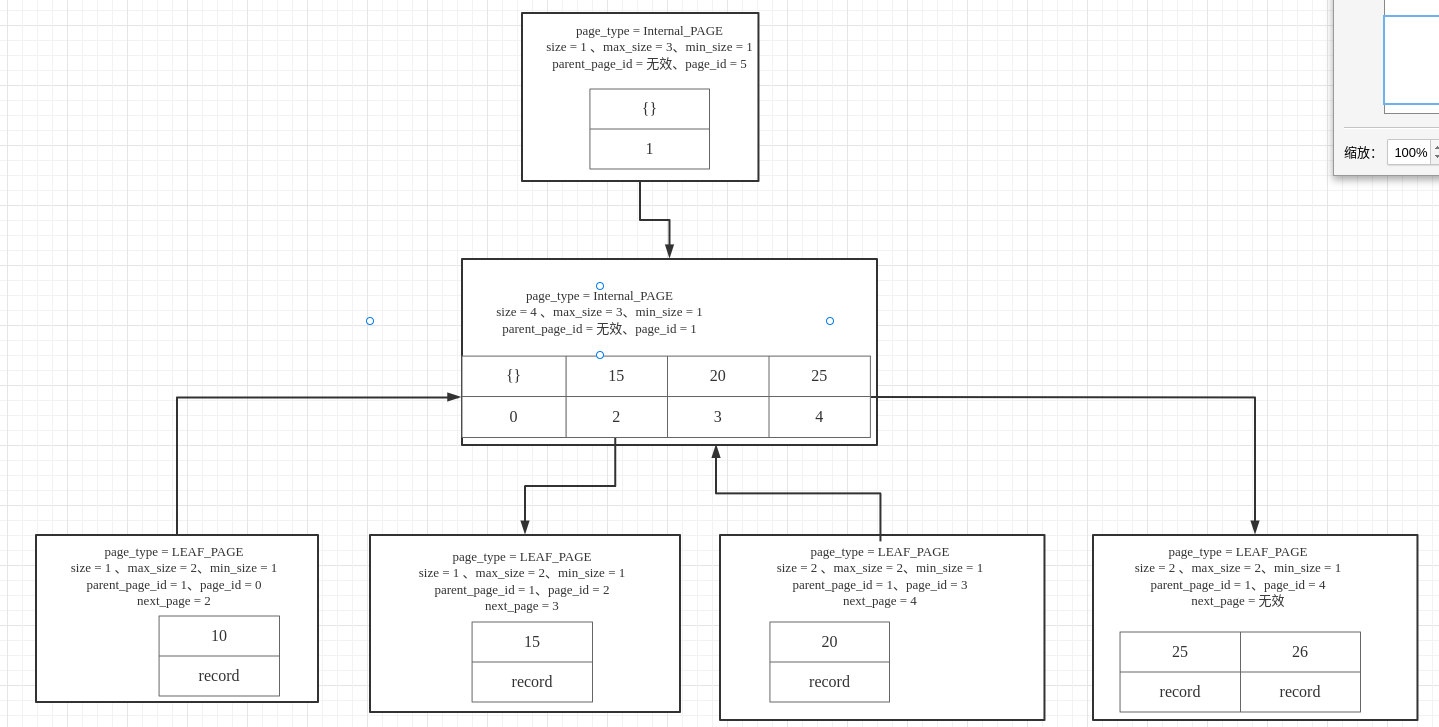 page_type = Internal_PAGE
size = 1 、max_size = 3、min_size = 1
parent_page_id = 无效、page_id = 5
{}
1
缩放: 100%
page_type = Internal_PAGE
size = 4 、max_size = 3、min_size = 1
parent_page_id = 无效、page_id = 1
{} 15 20 25
0 2 3 4
page_type = LEAF_PAGE
size = 1 、max_size = 2、min_size = 1
parent_page_id = 1、page_id = 0
next_page = 2
10
record
page_type = LEAF_PAGE
size = 1 、max_size = 2、min_size = 1
parent_page_id = 1、page_id = 2
next_page = 3
15
record
page_type = LEAF_PAGE
size = 2 、max_size = 2、min_size = 1
parent_page_id = 1、page_id = 3
next_page = 4
20
record
page_type = LEAF_PAGE
size = 2 、max_size = 2、min_size = 1
parent_page_id = 1、page_id = 4
next_page = 无效
25 26
record record